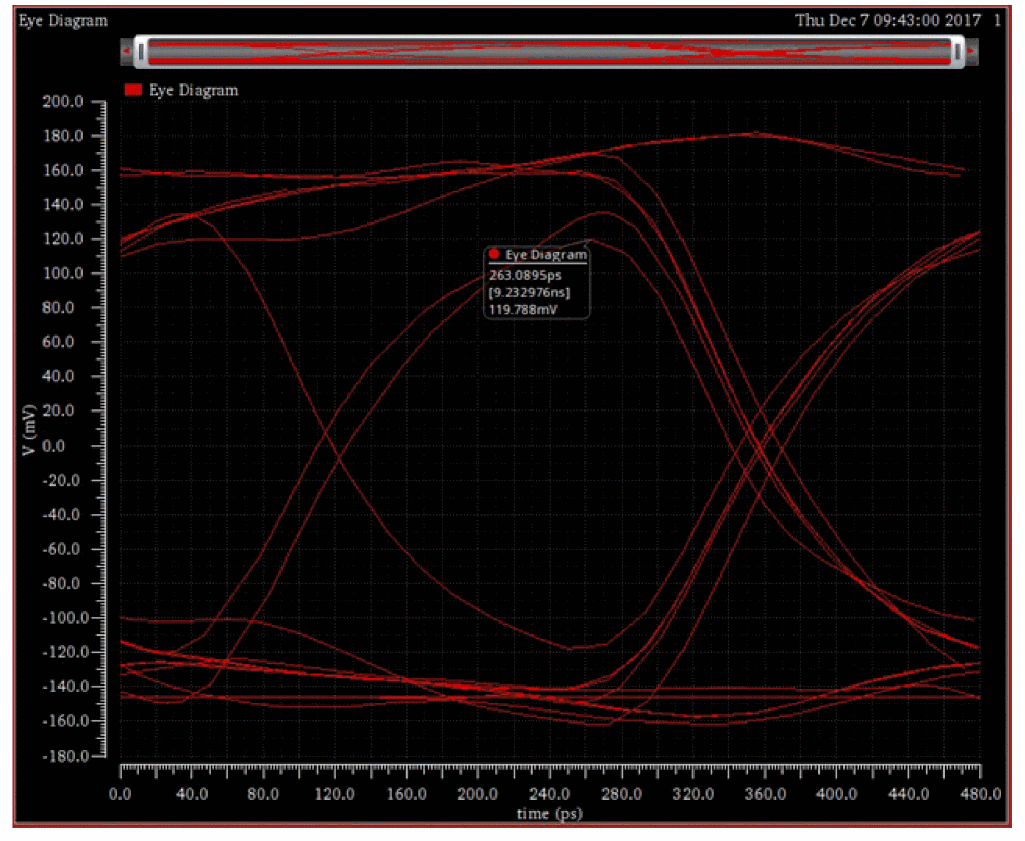 Eye Diagram
Thu Dec 7 09:43:00 2017 1
Eye Diagram
200.0
180.0
160.0
140.0
120.0
100.0
80.0
60.0
40.0
20.0
0.0
-20.0
-40.0
-60.0
-80.0
-100.0
-120.0
-140.0
-160.0
-180.0
V (mV)
Eye Diagram
263.0895ps
[9.232976ns]
119.788mV
0.0 40.0 80.0 120.0 160.0 200.0 240.0 280.0 320.0 360.0 400.0 440.0 480.0
time (ps)